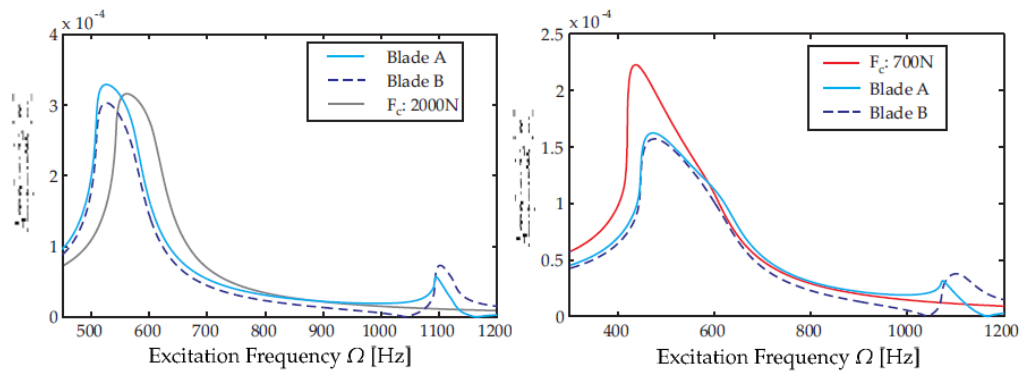 x 10⁻⁴
4
3
2
1
0
500 600 700 800 900 1000 1100 1200
Excitation Frequency Ω [Hz]
Blade A
Blade B
F_c: 2000N
x 10⁻⁴
2.5
2
1.5
1
0.5
0
400 600 800 1000 1200
Excitation Frequency Ω [Hz]
F_c: 700N
Blade A
Blade B